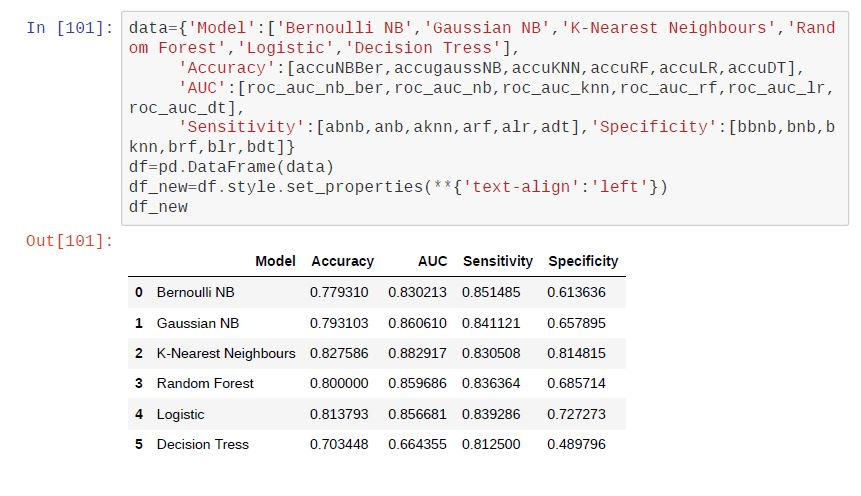 In [101]: data={'Model':['Bernoulli NB','Gaussian NB','K-Nearest Neighbours','Rand
om Forest','Logistic','Decision Tress'],
'Accuracy':[accuNBBer,accugaussNB,accuKNN,accuRF,accuLR,accuDT],
'AUC':[roc_auc_nb_ber,roc_auc_nb,roc_auc_knn,roc_auc_rf,roc_auc_lr,
roc_auc_dt],
'Sensitivity':[abnb,anb,aknn,arf,alr,adt],'Specificity':[bbnb,bnb,b
knn,brf,blr,bdt]}
df=pd.DataFrame(data)
df_new=df.style.set_properties(**{'text-align':'left'})
df_new
Out[101]:
Model Accuracy AUC Sensitivity Specificity
0 Bernoulli NB 0.779310 0.830213 0.851485 0.613636
1 Gaussian NB 0.793103 0.860610 0.841121 0.657895
2 K-Nearest Neighbours 0.827586 0.882917 0.830508 0.814815
3 Random Forest 0.800000 0.859686 0.836364 0.685714
4 Logistic 0.813793 0.856681 0.839286 0.727273
5 Decision Tress 0.703448 0.664355 0.812500 0.489796